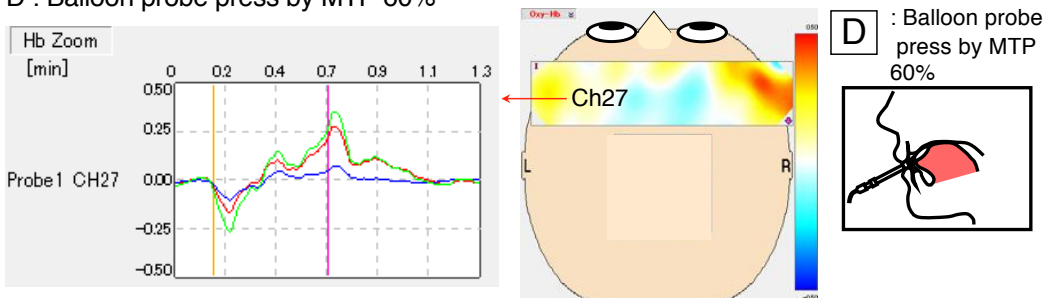 D : Balloon probe press by MTP 60%
Hb Zoom
[min]
0 0.2 0.4 0.7 0.9 1.1 1.3
0.50
0.25
Probe1 CH27 0.00
-0.25
-0.50
Oxy-Hb
Ch27
L
R
D : Balloon probe
press by MTP
60%